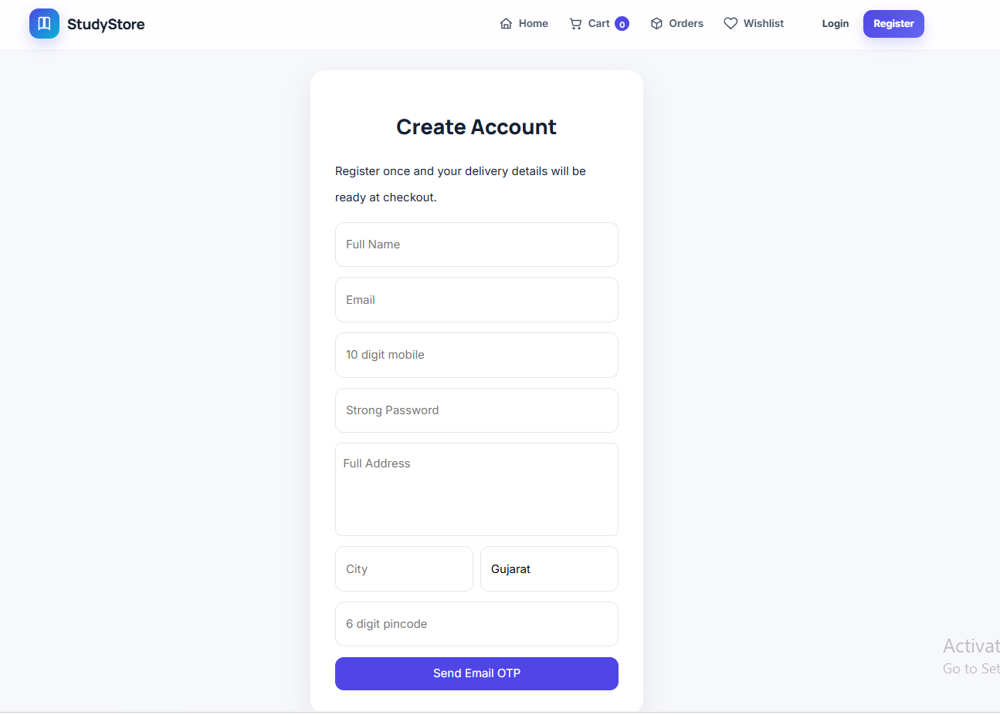 StudyStore
Home
Cart 0
Orders
Wishlist
Login
Register
Create Account
Register once and your delivery details will be
ready at checkout.
Full Name
Email
10 digit mobile
Strong Password
Full Address
City
Gujarat
6 digit pincode
Send Email OTP
Activat
Go to Set